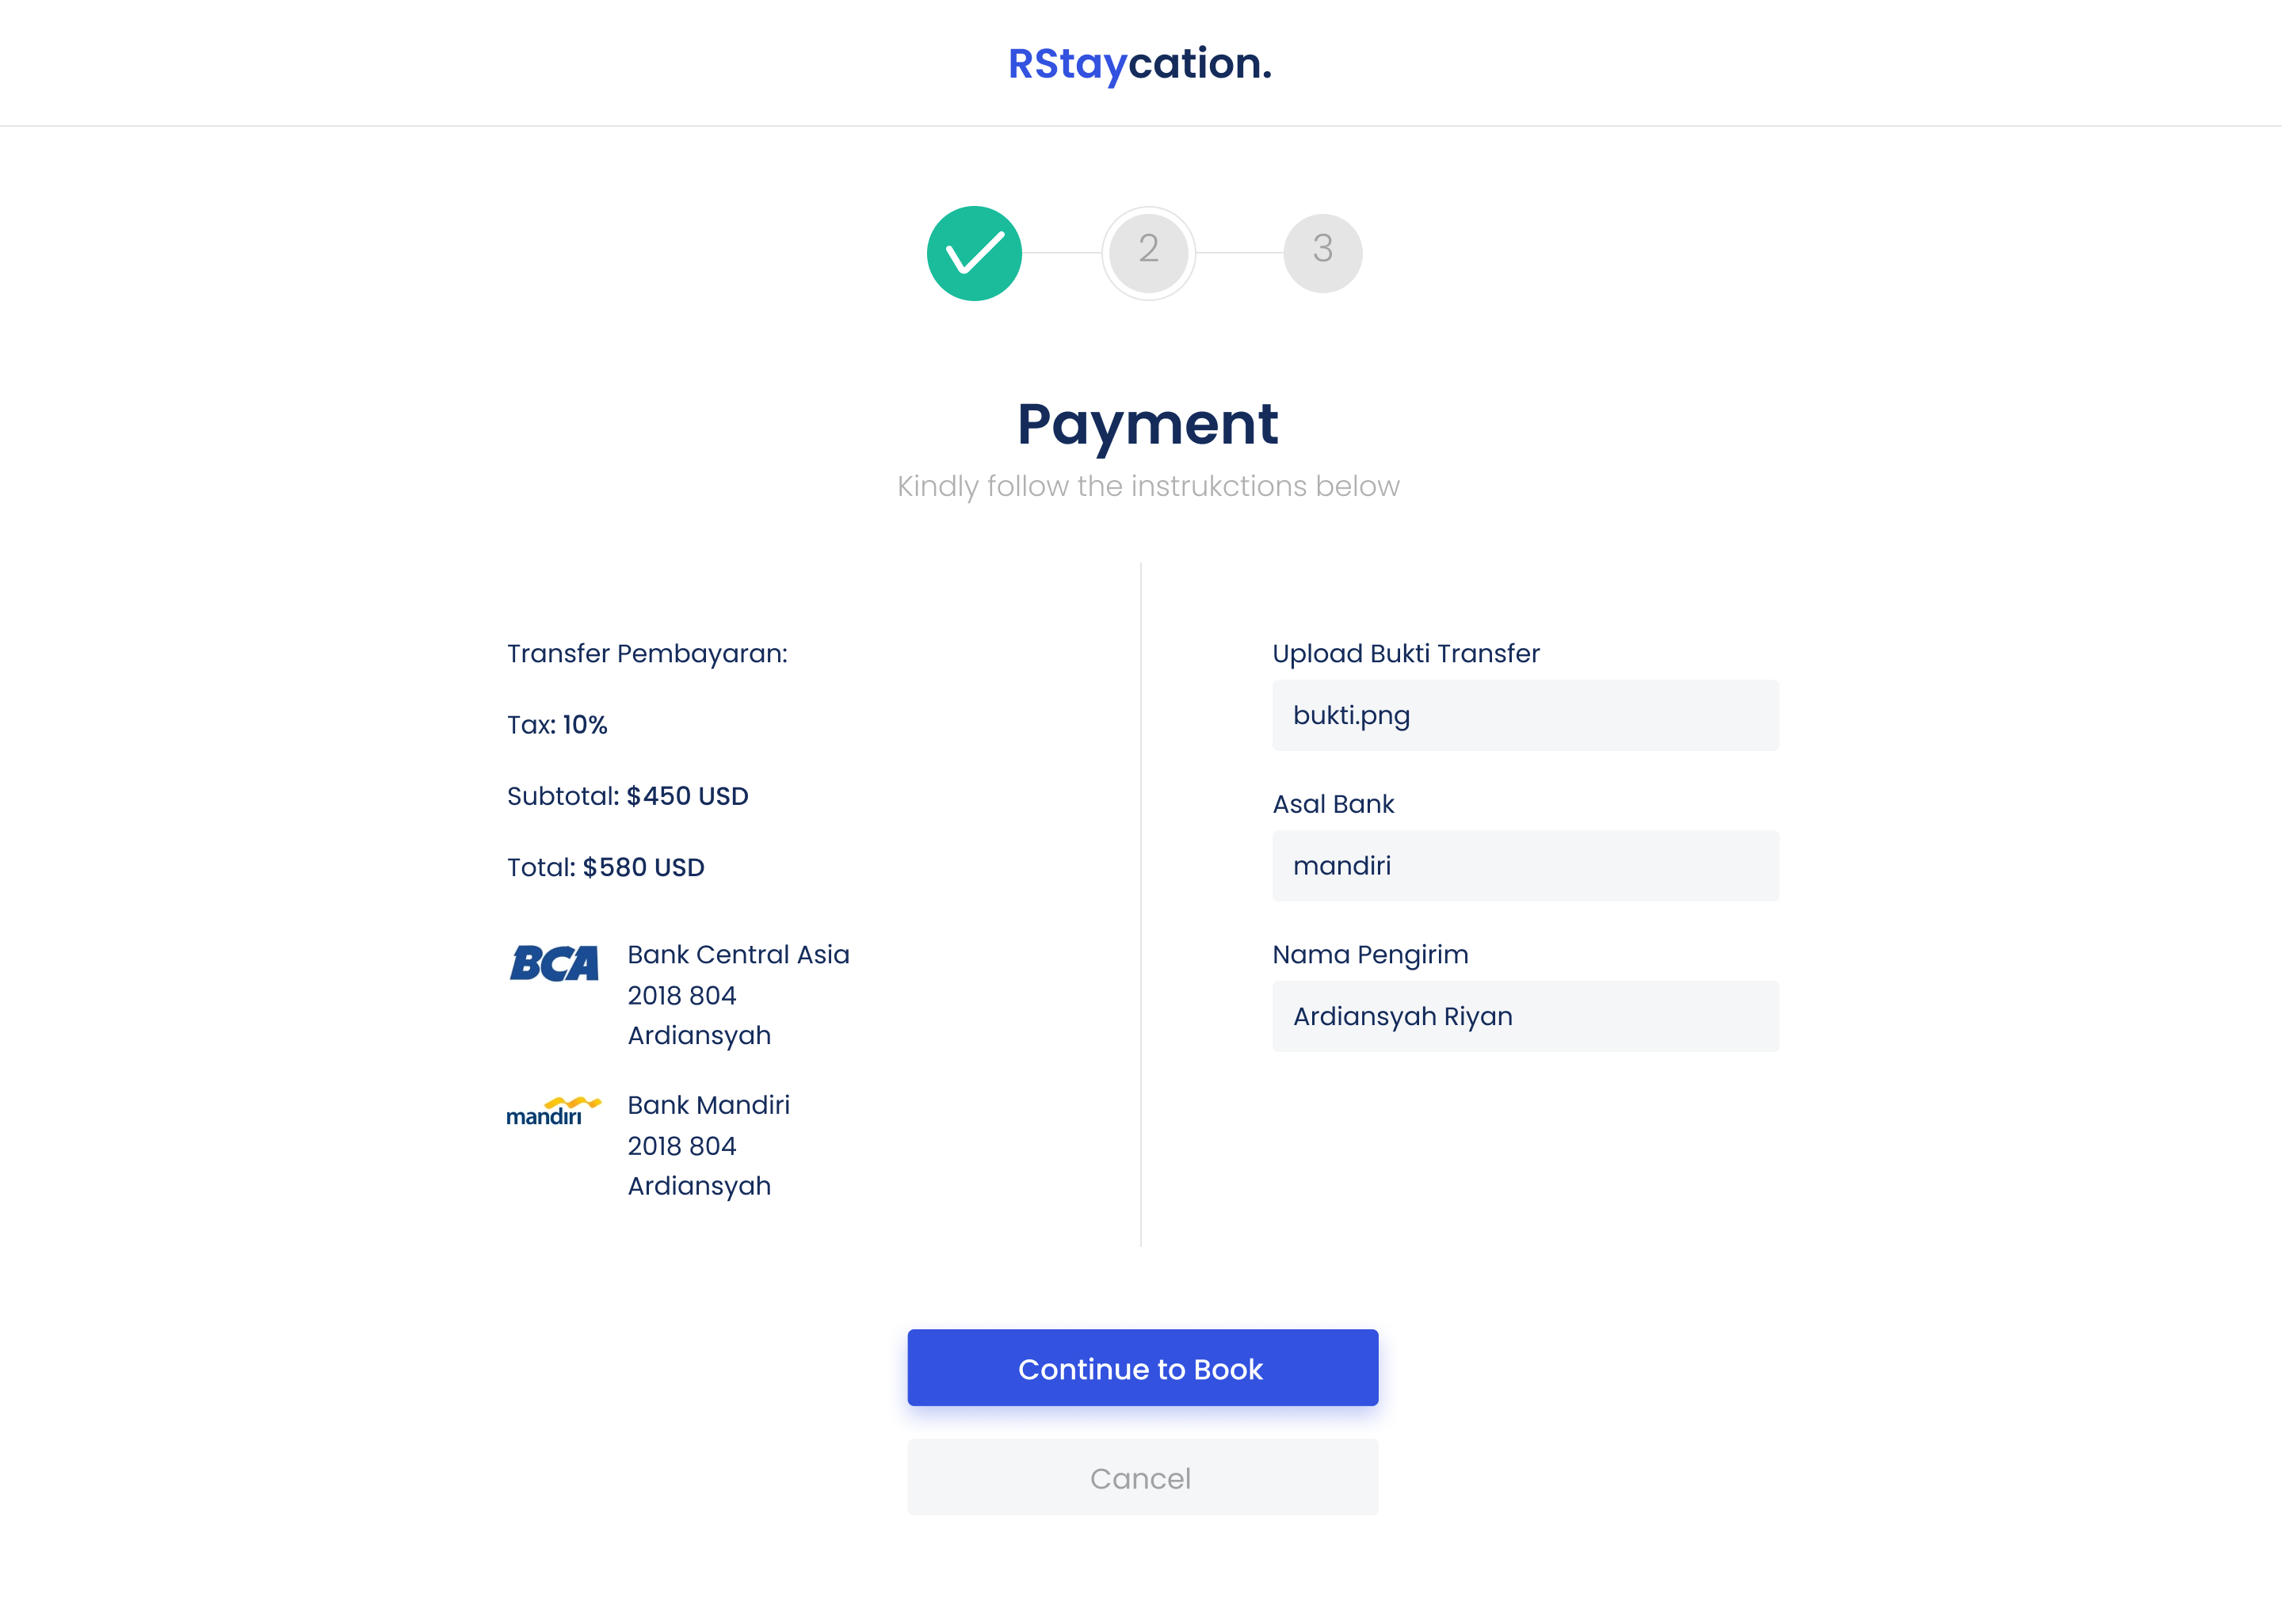 RStaycation.
2
3
Payment
Kindly follow the instrukctions below
Transfer Pembayaran:
Tax: 10%
Subtotal: $450 USD
Total: $580 USD
BCA
Bank Central Asia
2018 804
Ardiansyah
mandiri
Bank Mandiri
2018 804
Ardiansyah
Upload Bukti Transfer
bukti.png
Asal Bank
mandiri
Nama Pengirim
Ardiansyah Riyan
Continue to Book
Cancel